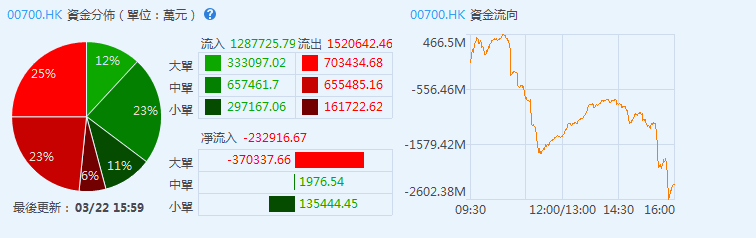 00700.HK 資金分佈（單位：萬元）
流入 1287725.79 流出 1520642.46
大單 333097.02 703434.68
中單 657461.7 655485.16
小單 297167.06 161722.62
12%
25%
23%
23%
11%
6%
淨流入 -232916.67
大單 -370337.66
中單 1976.54
小單 135444.45
最後更新： 03/22 15:59
00700.HK 資金流向
466.5M
-556.46M
-1579.42M
-2602.38M
09:30 12:00/13:00 14:30 16:00